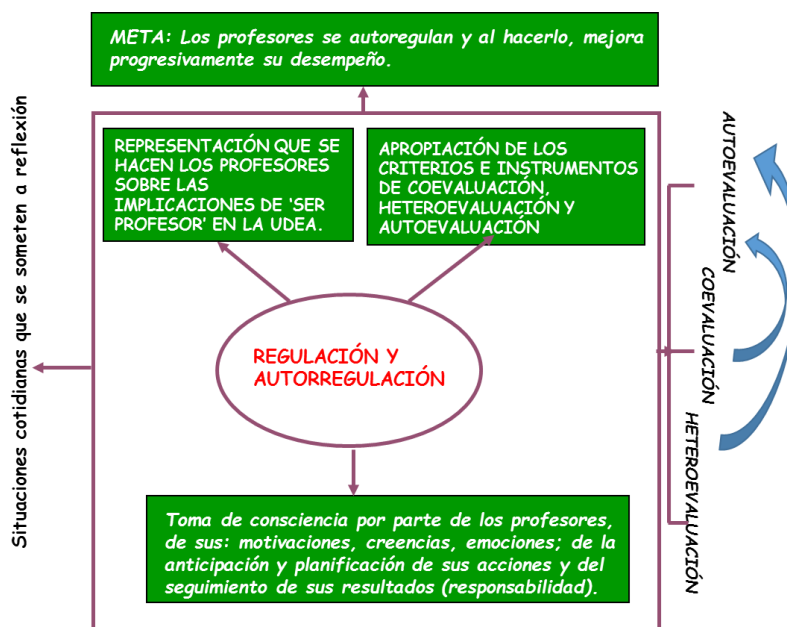 META: Los profesores se autoregulan y al hacerlo, mejora
progresivamente su desempeño.
Situaciones cotidianas que se someten a reflexión
REPRESENTACIÓN QUE SE
HACEN LOS PROFESORES
SOBRE LAS
IMPLICACIONES DE 'SER
PROFESOR' EN LA UDEA.
APROPIACIÓN DE LOS
CRITERIOS E INSTRUMENTOS
DE COEVALUACIÓN,
HETEROEVALUACIÓN Y
AUTOEVALUACIÓN
REGULACIÓN Y
AUTORREGULACIÓN
Toma de consciencia por parte de los profesores,
de sus: motivaciones, creencias, emociones; de la
anticipación y planificación de sus acciones y del
seguimiento de sus resultados (responsabilidad).
AUTOEVALUACIÓN
COEVALUACIÓN
HETEROEVALUACIÓN